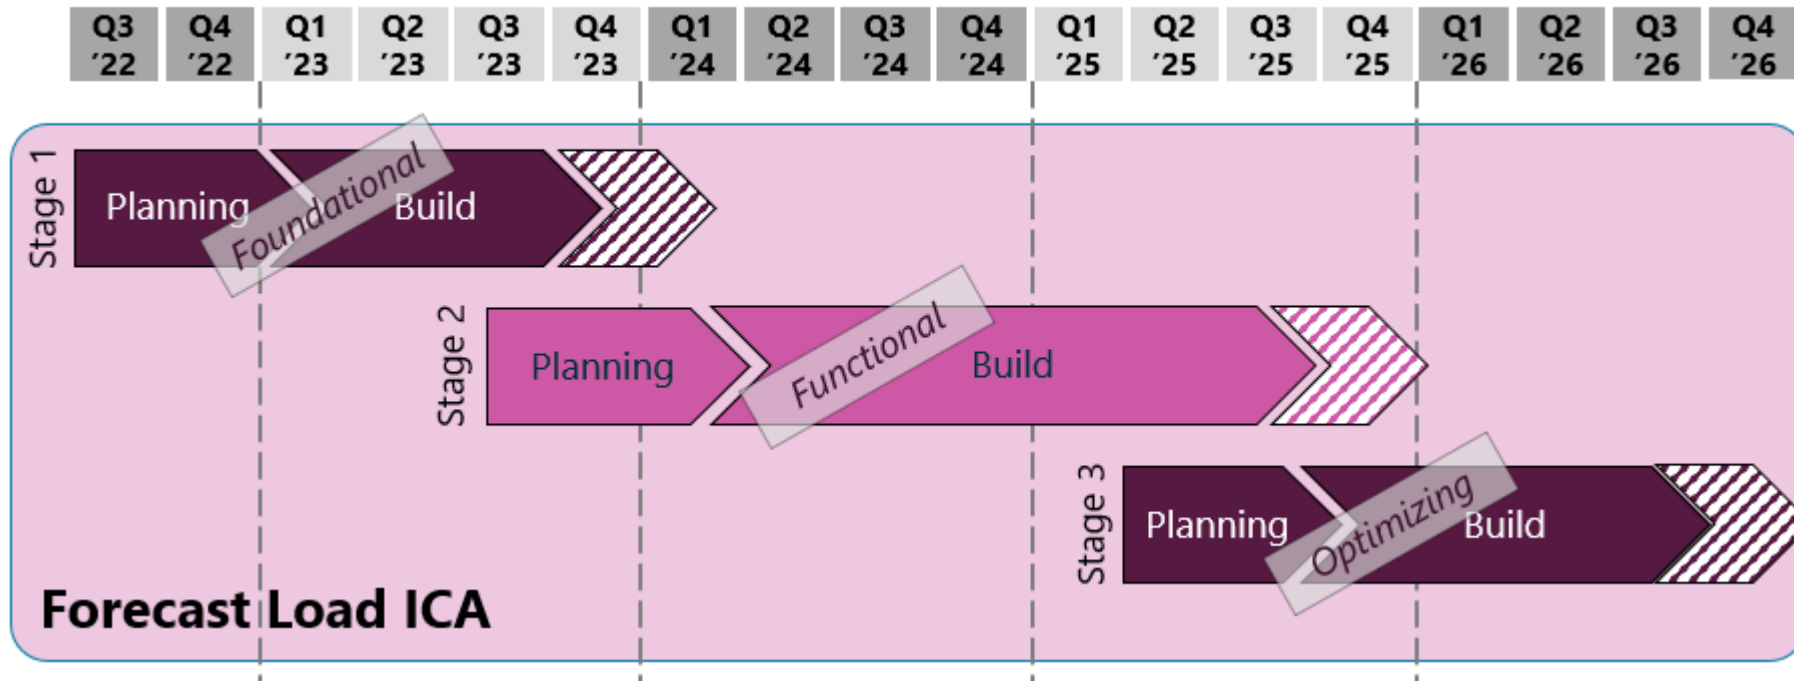 Q3 Q4 Q1 Q2 Q3 Q4 Q1 Q2 Q3 Q4 Q1 Q2 Q3 Q4 Q1 Q2 Q3 Q4
’22 ’22 ’23 ’23 ’23 ’23 ’24 ’24 ’24 ’24 ’25 ’25 ’25 ’25 ’26 ’26 ’26 ’26
Stage 1
Planning
Foundational
Build
Stage 2
Planning
Functional
Build
Stage 3
Planning
Optimizing
Build
Forecast Load ICA